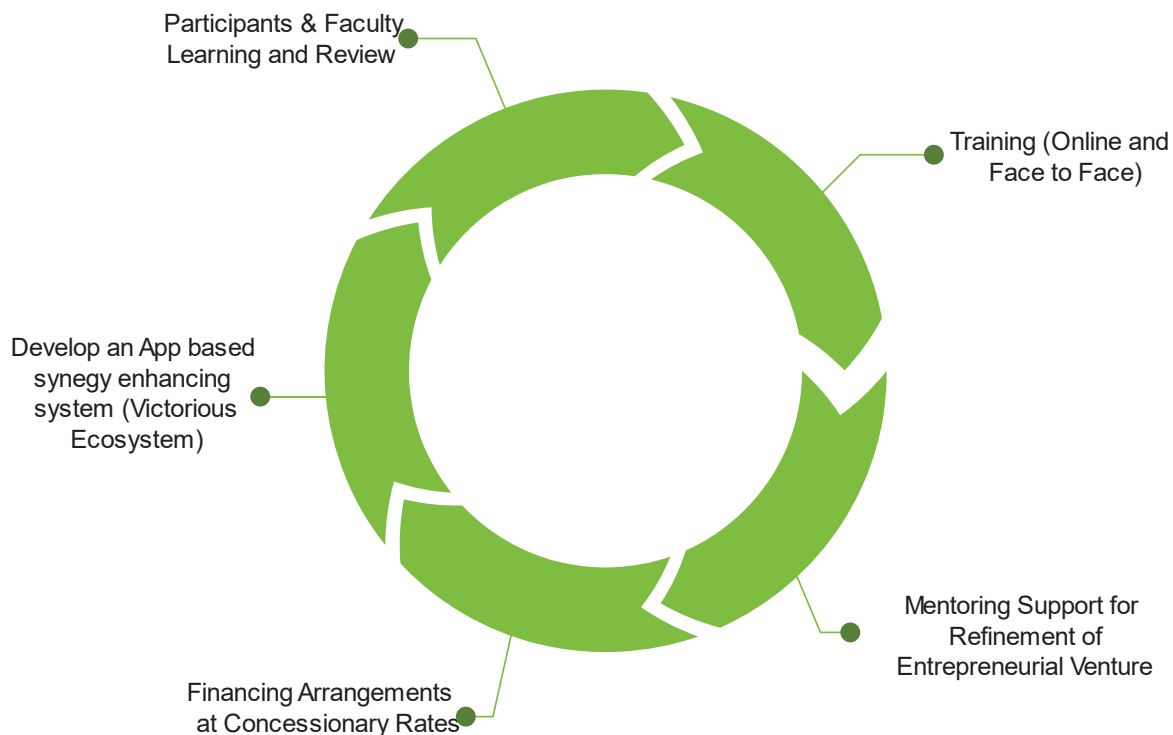 Participants & Faculty
Learning and Review
Training (Online and
Face to Face)
Develop an App based
synegy enhancing
system (Victorious
Ecosystem)
Mentoring Support for
Refinement of
Entrepreneurial Venture
Financing Arrangements
at Concessionary Rates